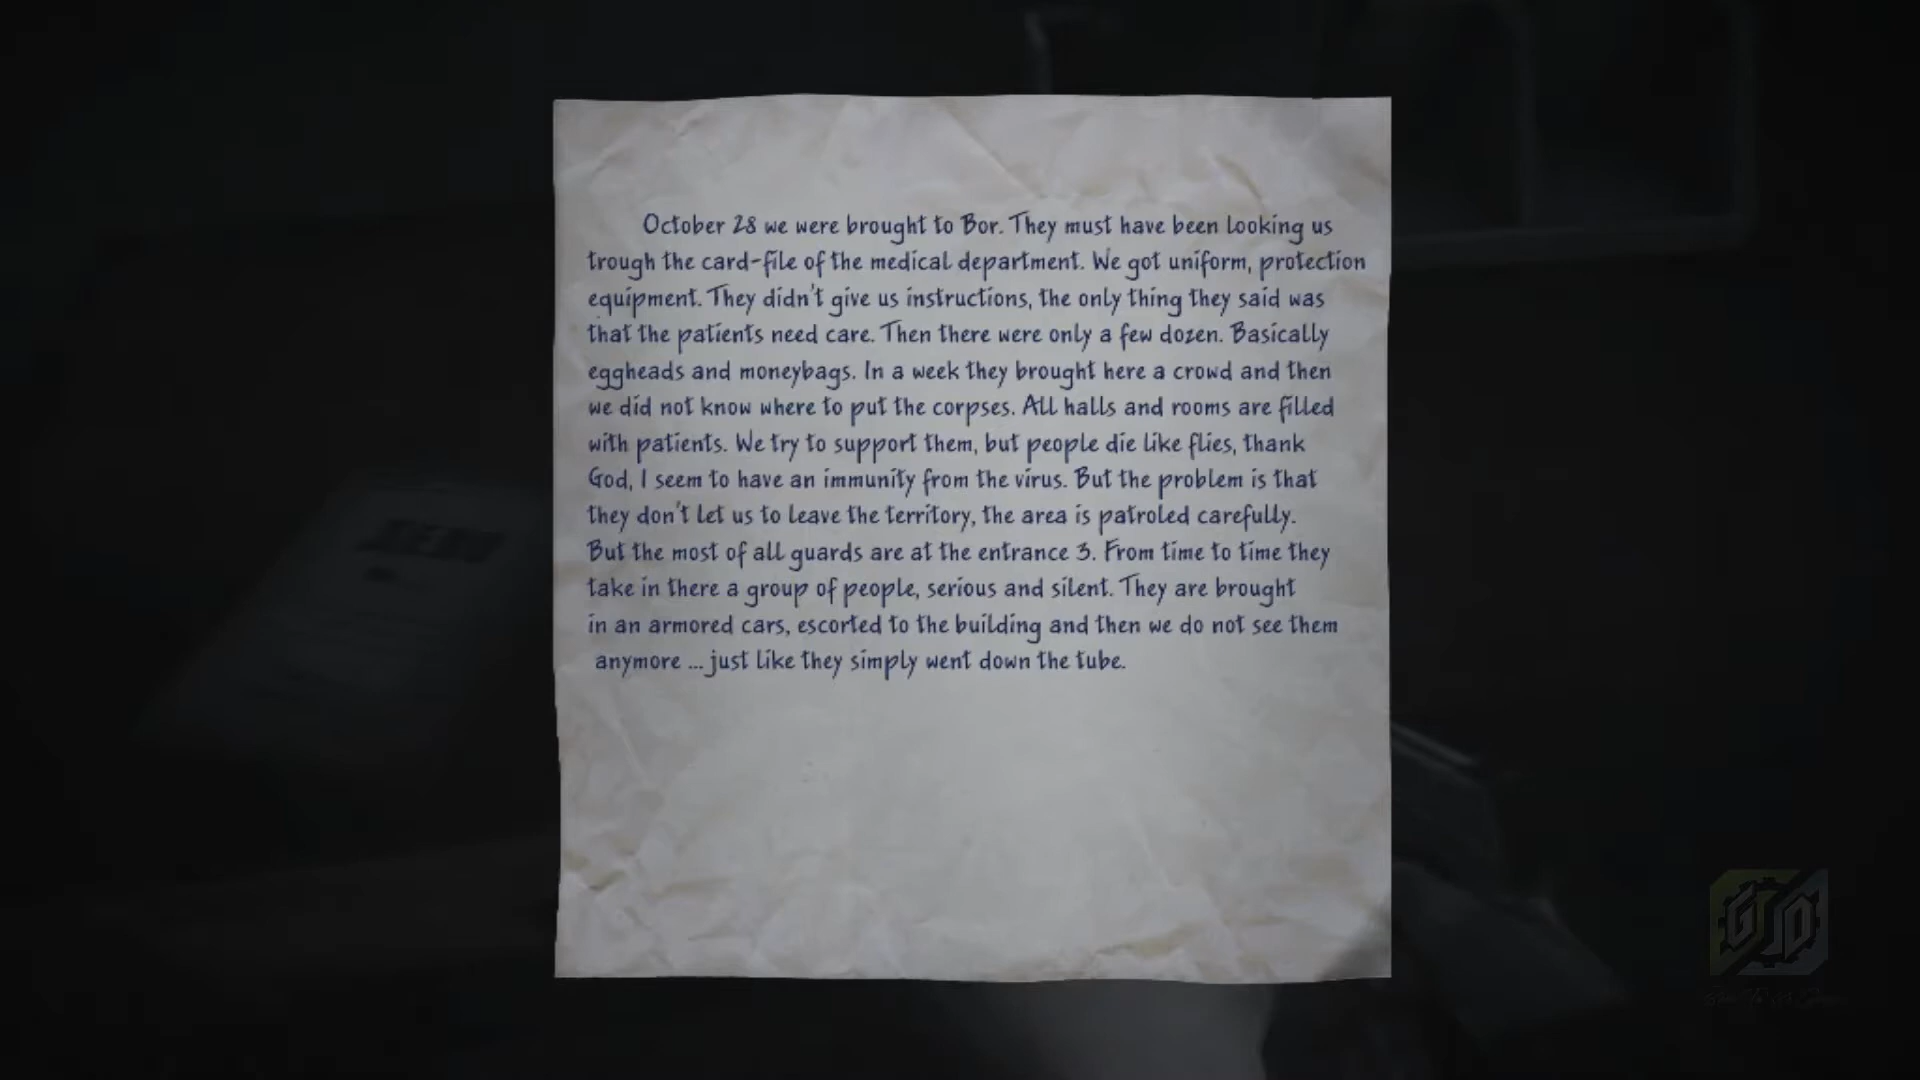 October 28 we were brought to Bor. They must have been looking us
trough the card-file of the medical department. We got uniform, protection
equipment. They didn't give us instructions, the only thing they said was
that the patients need care. Then there were only a few dozen. Basically
eggheads and moneybags. In a week they brought here a crowd and then
we did not know where to put the corpses. All halls and rooms are filled
with patients. We try to support them, but people die like flies, thank
God, I seem to have an immunity from the virus. But the problem is that
they don't let us to leave the territory, the area is patroled carefully.
But the most of all guards are at the entrance 3. From time to time they
take in there a group of people, serious and silent. They are brought
in an armored cars, escorted to the building and then we do not see them
anymore ... just like they simply went down the tube.